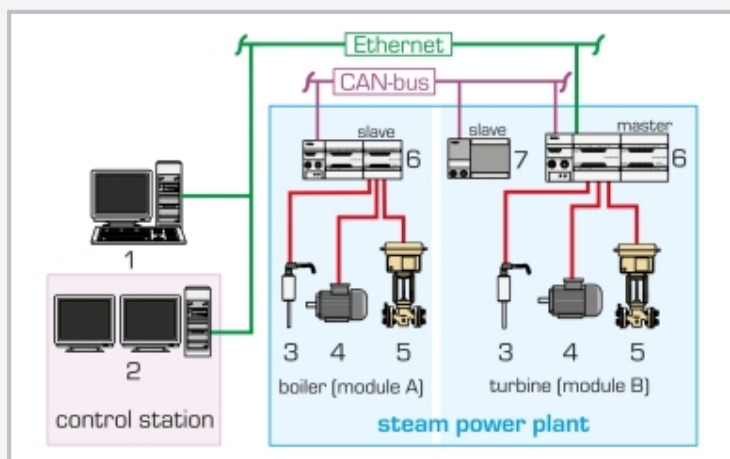 Ethernet
CAN-bus
slave
6
slave
7
master
6
1
2
control station
3 4 5
boiler (module A)
3 4 5
turbine (module B)
steam power plant